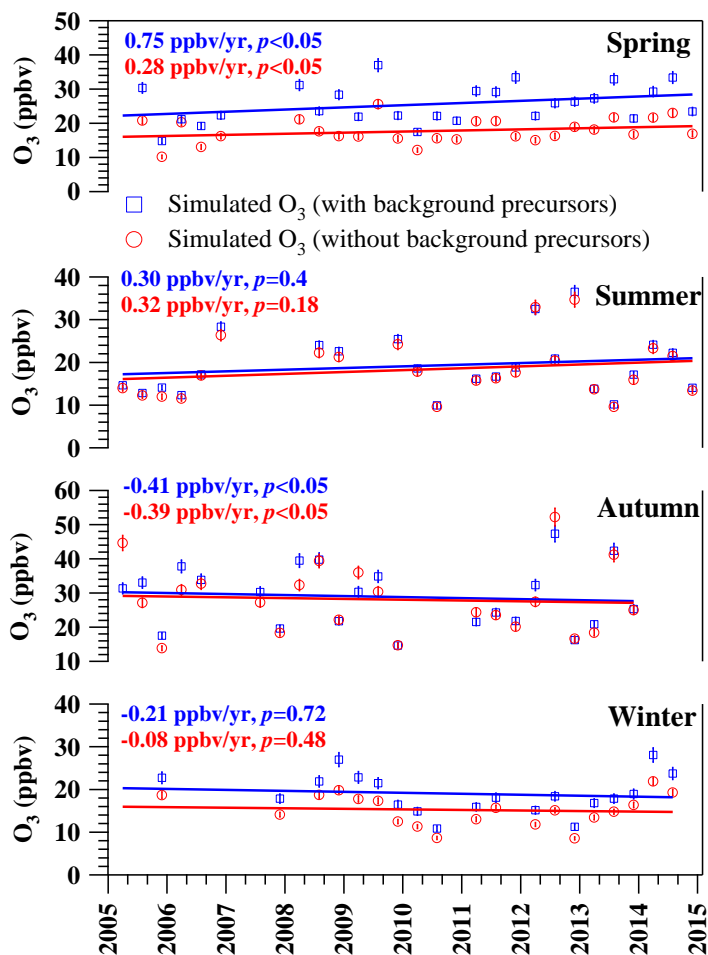 0.75 ppbv/yr, p<0.05
0.28 ppbv/yr, p<0.05
Spring
O3 (ppbv)
50
40
30
20
10
0
Simulated O3 (with background precursors)
Simulated O3 (without background precursors)
0.30 ppbv/yr, p=0.4
0.32 ppbv/yr, p=0.18
Summer
O3 (ppbv)
40
30
20
10
0
-0.41 ppbv/yr, p<0.05
-0.39 ppbv/yr, p<0.05
Autumn
O3 (ppbv)
60
50
40
30
20
10
-0.21 ppbv/yr, p=0.72
-0.08 ppbv/yr, p=0.48
Winter
O3 (ppbv)
40
30
20
10
0
2005
2006
2007
2008
2009
2010
2011
2012
2013
2014
2015